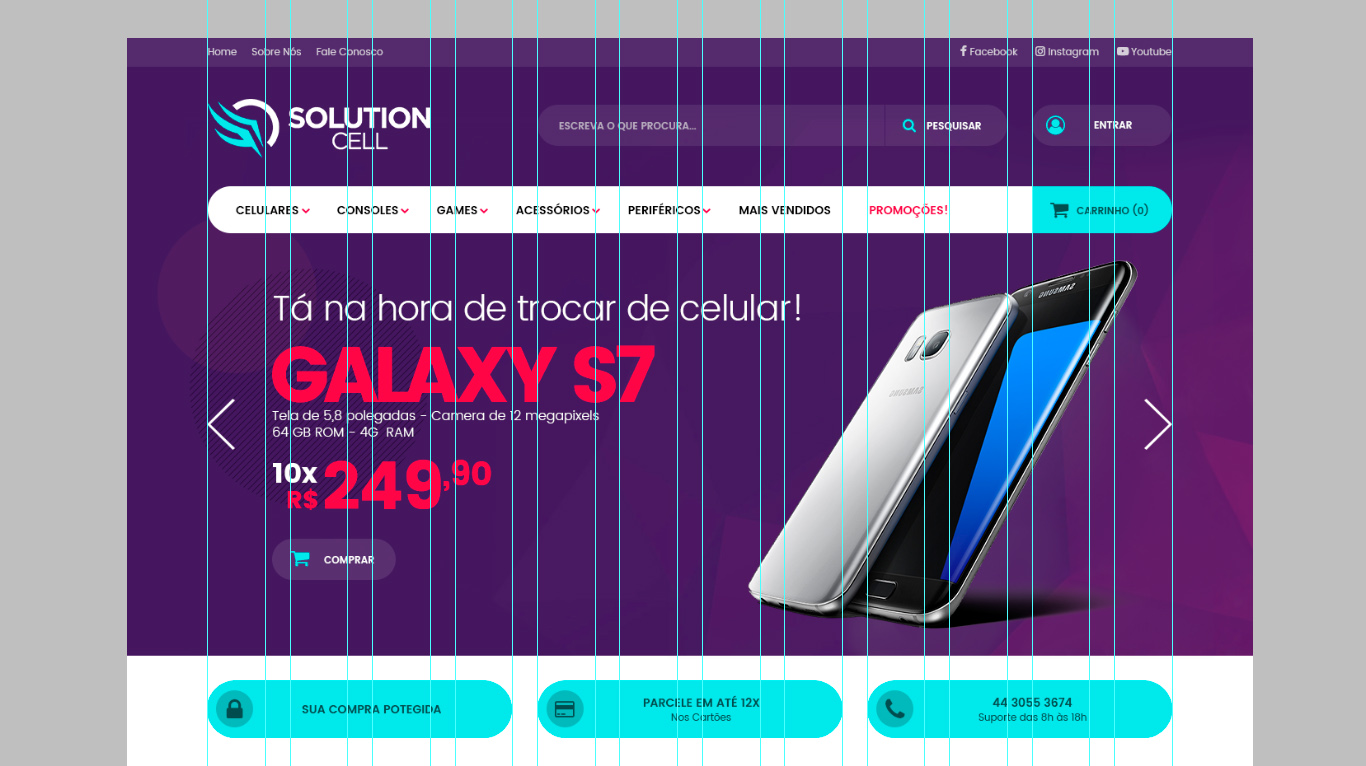 Home Sobre Nós Fale Conosco Facebook Instagram Youtube
SOLUTION
CELL
ESCREVA O QUE PROCURA... PESQUISAR ENTRAR
CELULARES CONSOLES GAMES ACESSÓRIOS PERIFÉRICOS MAIS VENDIDOS PROMOÇÕES! CARRINHO (0)
Tá na hora de trocar de celular!
GALAXY S7
Tela de 5,8 polegadas - Camera de 12 megapixels
64 GB ROM - 4G RAM
10x
R$ 249,90
COMPRAR
SAMSUNG
SAMSUNG
SUA COMPRA POTEGIDA
PARCELE EM ATÉ 12X
Nos Cartões
44 3055 3674
Suporte das 8h às 18h